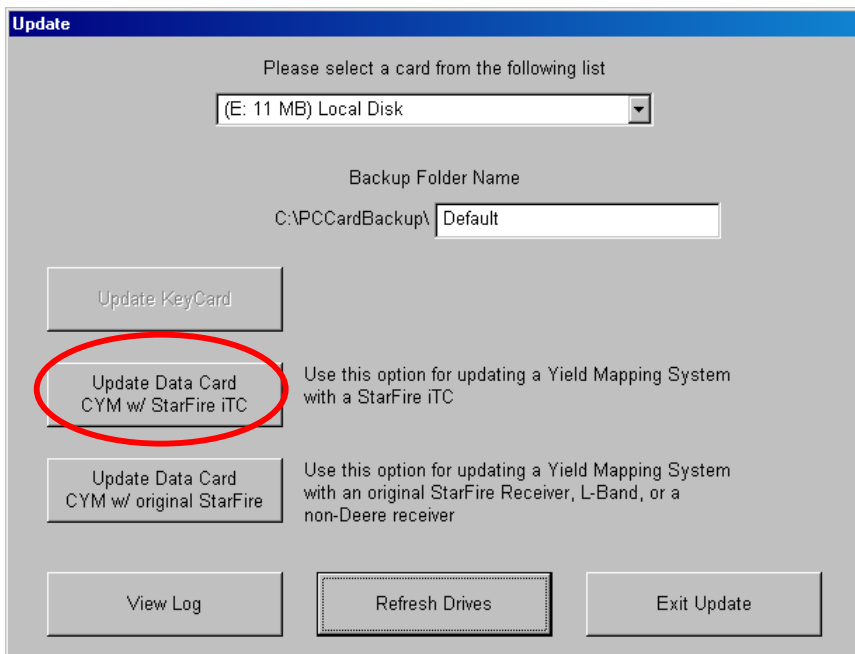 Update
Please select a card from the following list
(E: 11 MB) Local Disk
Backup Folder Name
C:\PCCardBackup\ Default
Update KeyCard
Update Data Card
CYM w/ StarFire iTC
Use this option for updating a Yield Mapping System
with a StarFire iTC
Update Data Card
CYM w/ original StarFire
Use this option for updating a Yield Mapping System
with an original StarFire Receiver, L-Band, or a
non-Deere receiver
View Log
Refresh Drives
Exit Update